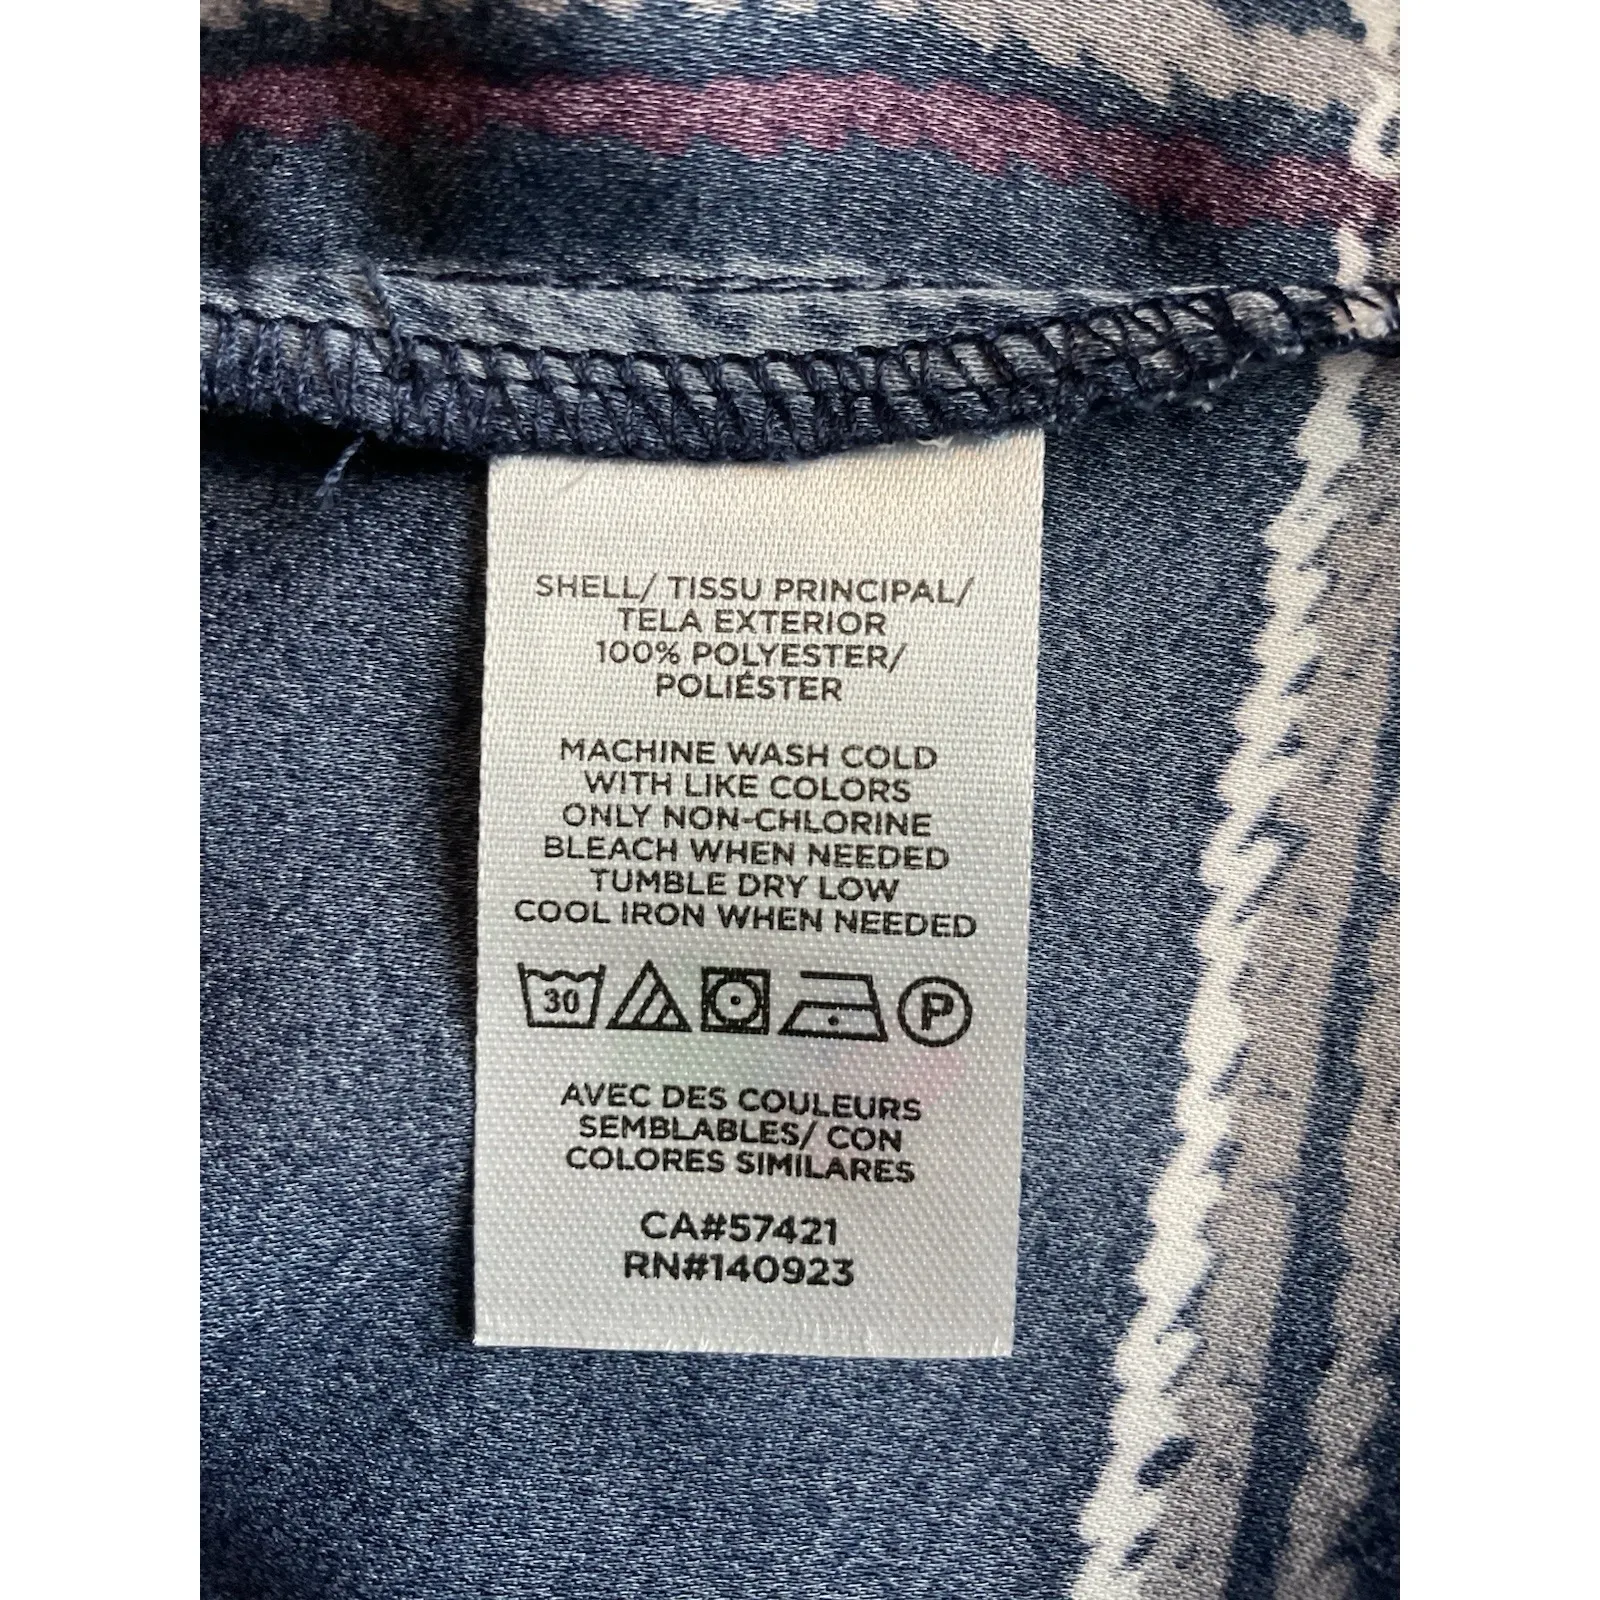 SHELL/ TISSU PRINCIPAL/
TELA EXTERIOR
100% POLYESTER/
POLIÉSTER
MACHINE WASH COLD
WITH LIKE COLORS
ONLY NON-CHLORINE
BLEACH WHEN NEEDED
TUMBLE DRY LOW
COOL IRON WHEN NEEDED
30 P
AVEC DES COULEURS
SEMBLABLES/ CON
COLORES SIMILARES
CA#57421
RN#140923